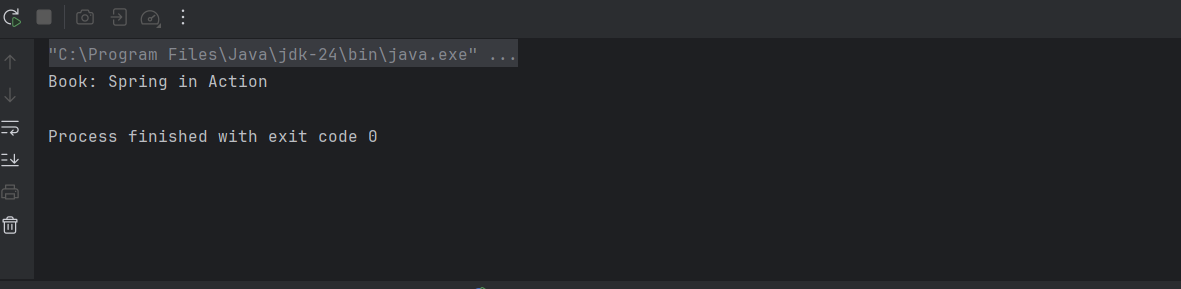 "C:\Program Files\Java\jdk-24\bin\java.exe" ...
Book: Spring in Action
Process finished with exit code 0